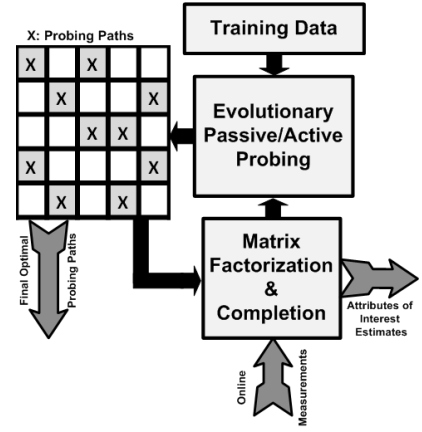 X: Probing Paths
Training Data
X X
X X
X X
X X
X X
Evolutionary
Passive/Active
Probing
Matrix
Factorization
&
Completion
Final Optimal
Probing Paths
Attributes of
Interest
Estimates
Online
Measurements